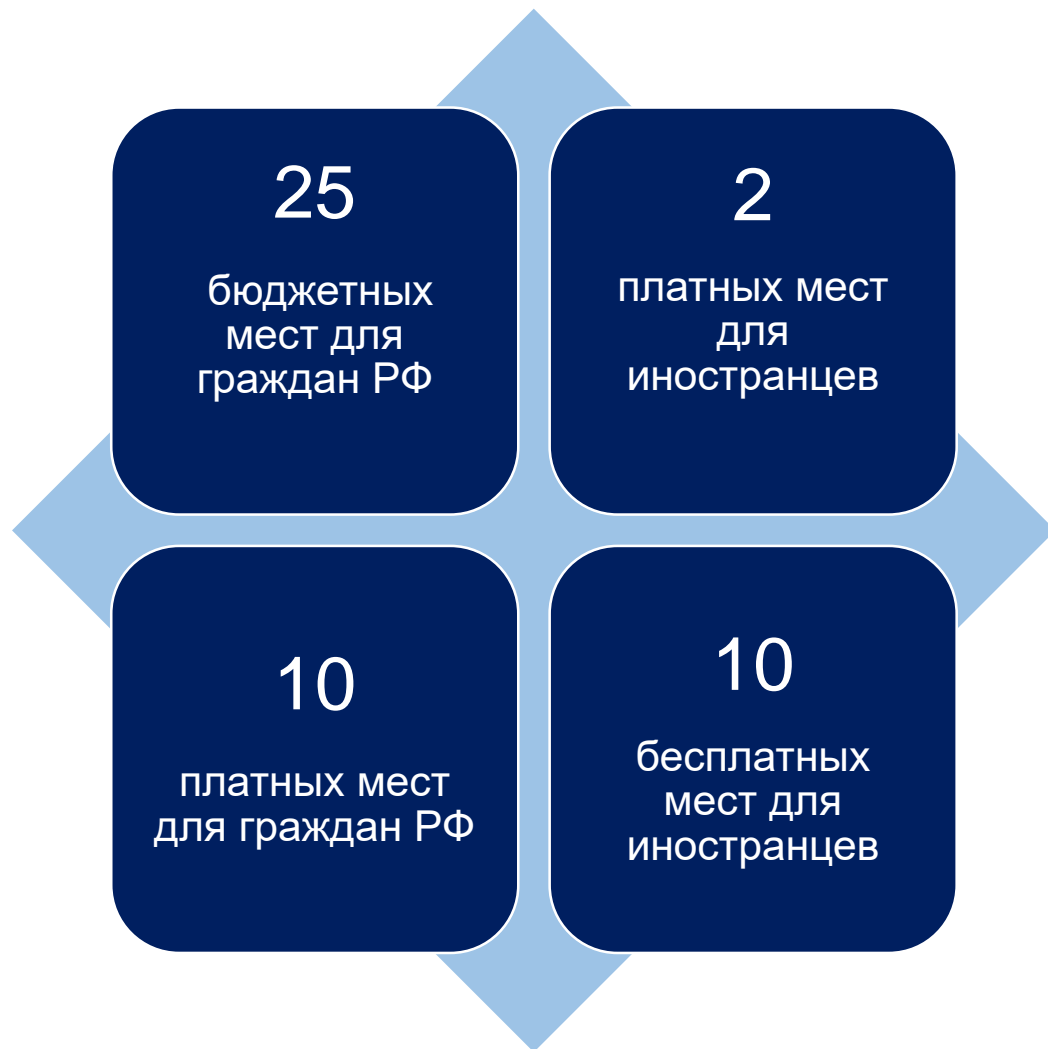 25
бюджетных
мест для
граждан РФ
2
платных мест
для
иностранцев
10
платных мест
для граждан РФ
10
бесплатных
мест для
иностранцев